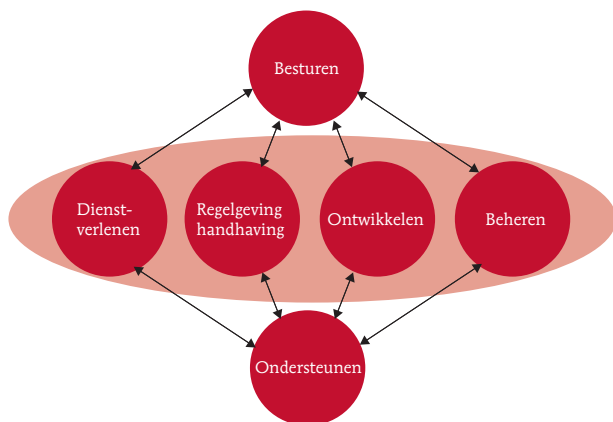 Besturen
Dienst-
verlenen
Regelgeving
handhaving
Ontwikkelen
Beheren
Ondersteunen